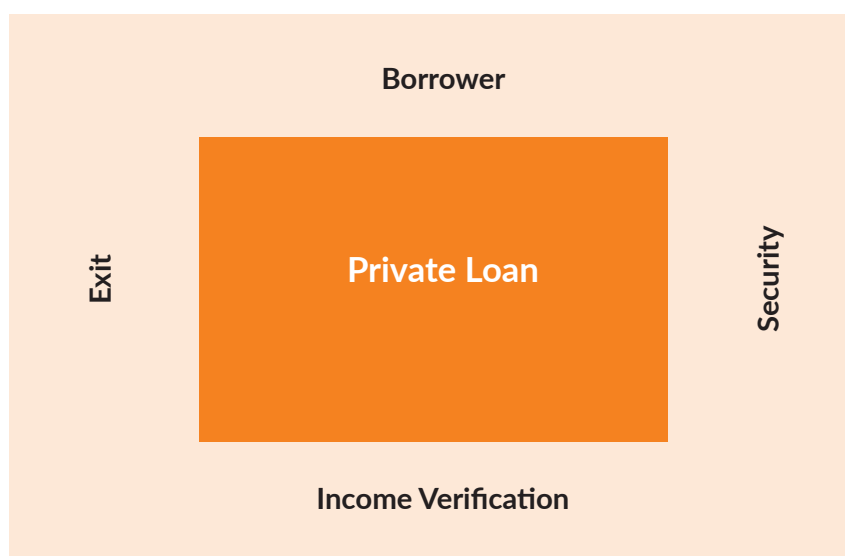 Borrower
Exit
Private Loan
Security
Income Verification